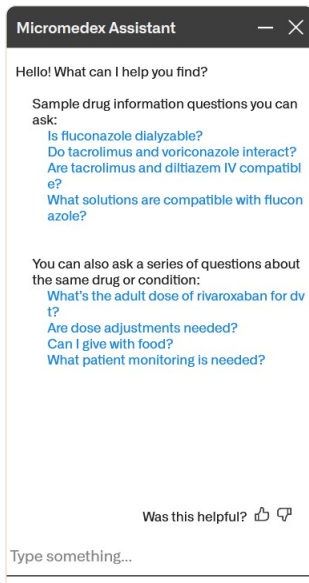 Micromedex Assistant
Hello! What can I help you find?
Sample drug information questions you can
ask:
Is fluconazole dialyzable?
Do tacrolimus and voriconazole interact?
Are tacrolimus and diltiazem IV compatibl
e?
What solutions are compatible with flucon
azole?
You can also ask a series of questions about
the same drug or condition:
What's the adult dose of rivaroxaban for dv
t?
Are dose adjustments needed?
Can I give with food?
What patient monitoring is needed?
Was this helpful?
Type something...